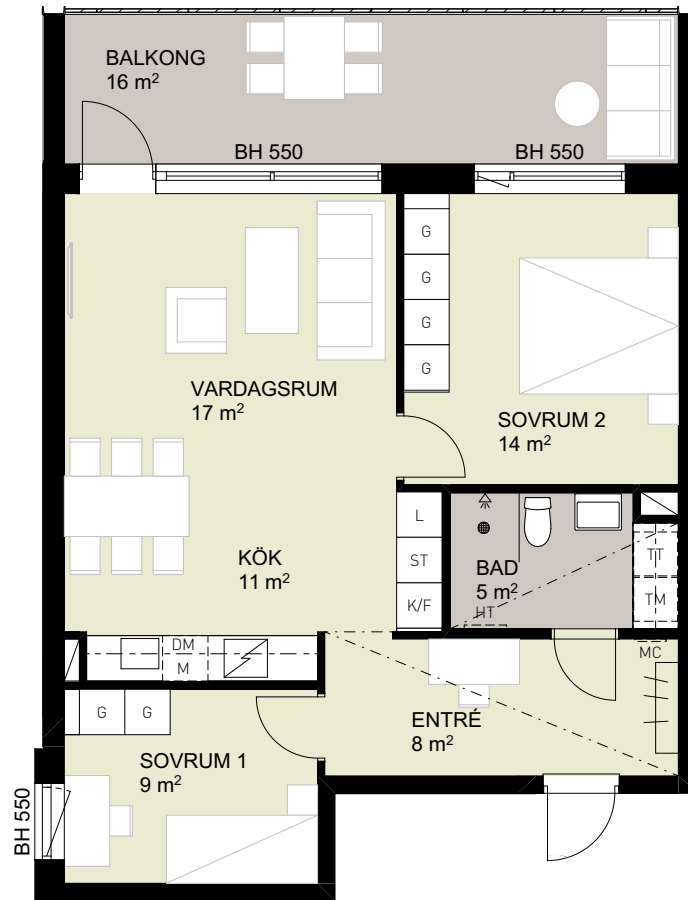 BALKONG
16 m²
BH 550
BH 550
G
G
G
G
VARDAGSRUM
17 m²
SOVRUM 2
14 m²
L
ST
K/F
KÖK
11 m²
BAD
5 m²
HT
TT
TM
DM
M
MC
G
G
ENTRÉ
8 m²
SOVRUM 1
9 m²
BH 550